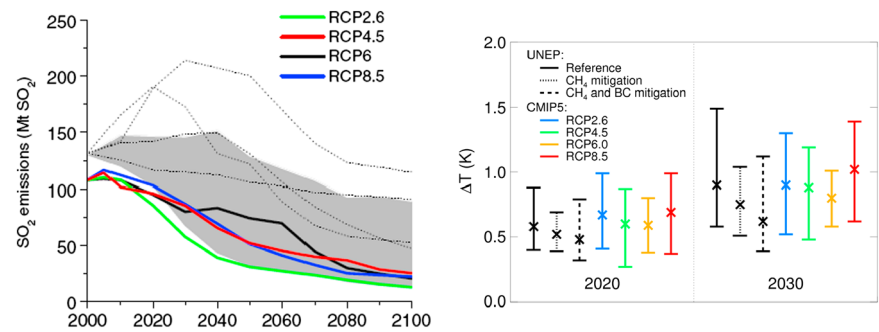 250
200
150
100
50
0
SO₂ emissions (Mt SO₂)
2000 2020 2040 2060 2080 2100
RCP2.6
RCP4.5
RCP6
RCP8.5
2.0
1.5
1.0
0.5
0.0
ΔT (K)
UNEP:
Reference
CH₄ mitigation
CH₄ and BC mitigation
CMIP5:
RCP2.6
RCP4.5
RCP6.0
RCP8.5
2020 2030